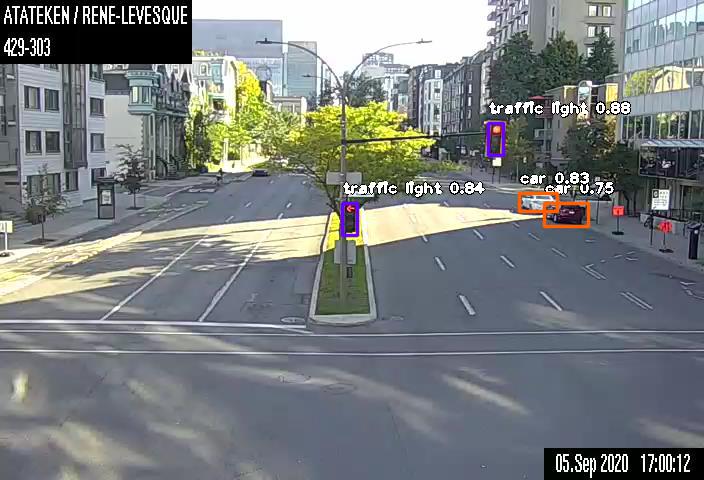 ATATEKEN / RENE-LEVESQUE
429-303
traffic light 0.88
car 0.83
car 0.75
traffic light 0.84
05.Sep 2020 17:00:12